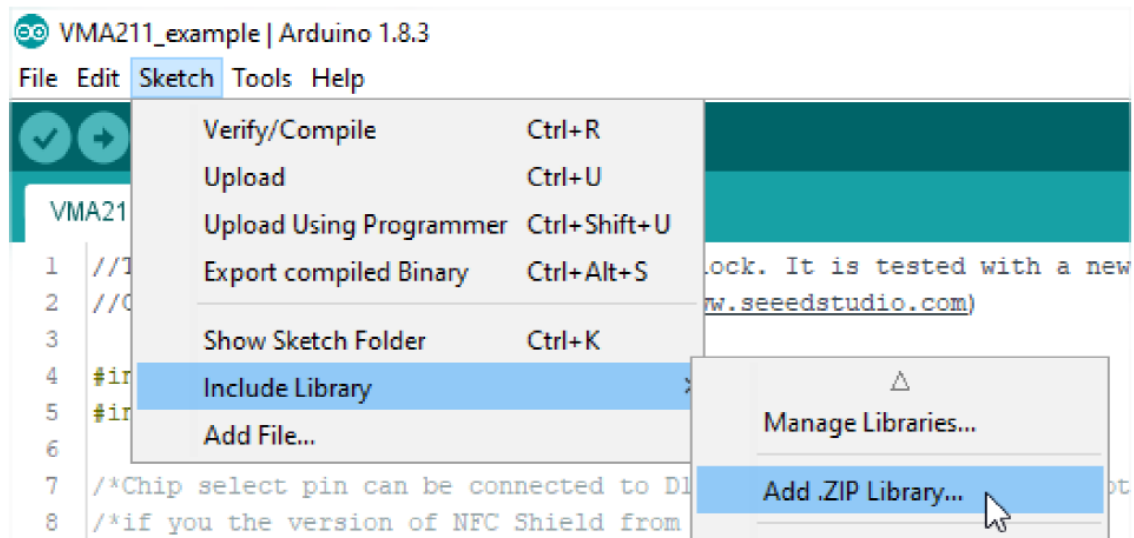 VMA211_example | Arduino 1.8.3
File Edit Sketch Tools Help
Verify/Compile Ctrl+R
Upload Ctrl+U
VMA21
Upload Using Programmer Ctrl+Shift+U
1 //T
Export compiled Binary Ctrl+Alt+S
ock. It is tested with a new
2 //C
w.seeedstudio.com)
3
Show Sketch Folder Ctrl+K
4 #in
Include Library
5 #in
Manage Libraries...
6
Add File...
7 /*Chip select pin can be connected to D1
Add .ZIP Library...
8 /*if you the version of NFC Shield from